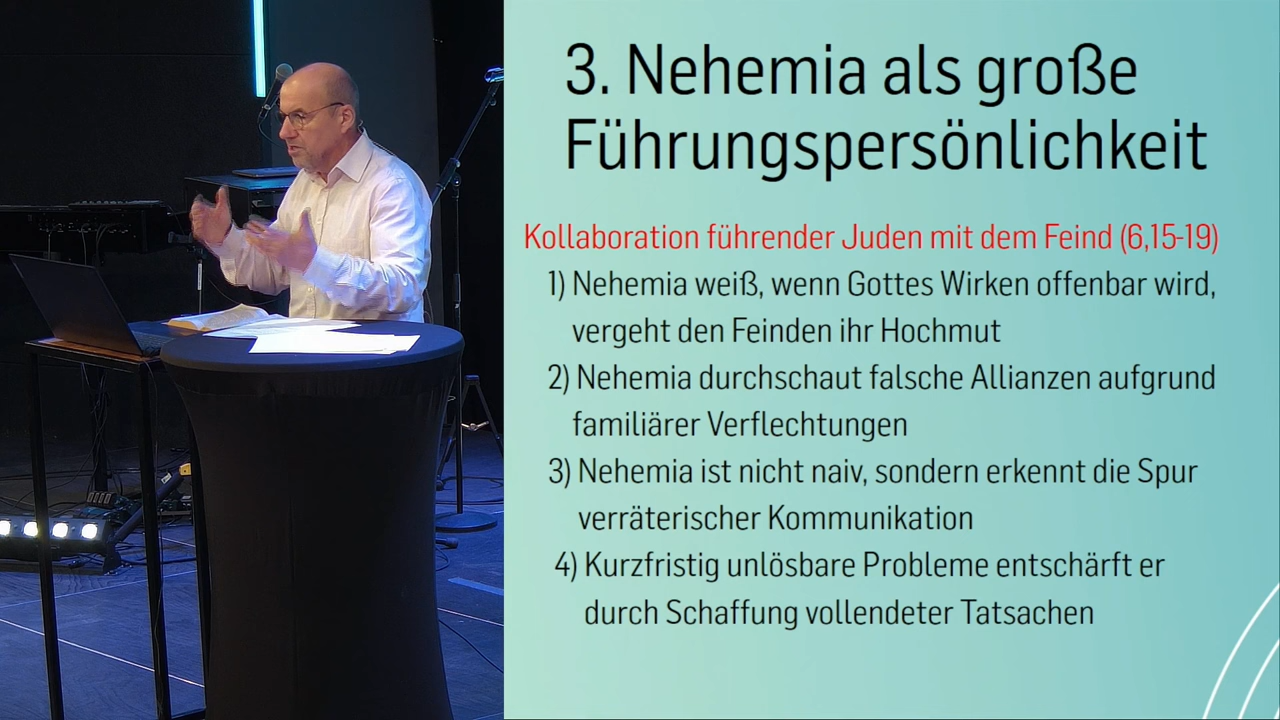 3. Nehemia als große
Führungspersönlichkeit
Kollaboration führender Juden mit dem Feind (6,15-19)
1) Nehemia weiß, wenn Gottes Wirken offenbar wird,
vergeht den Feinden ihr Hochmut
2) Nehemia durchschaut falsche Allianzen aufgrund
familiärer Verflechtungen
3) Nehemia ist nicht naiv, sondern erkennt die Spur
verräterischer Kommunikation
4) Kurzfristig unlösbare Probleme entschärft er
durch Schaffung vollendeter Tatsachen